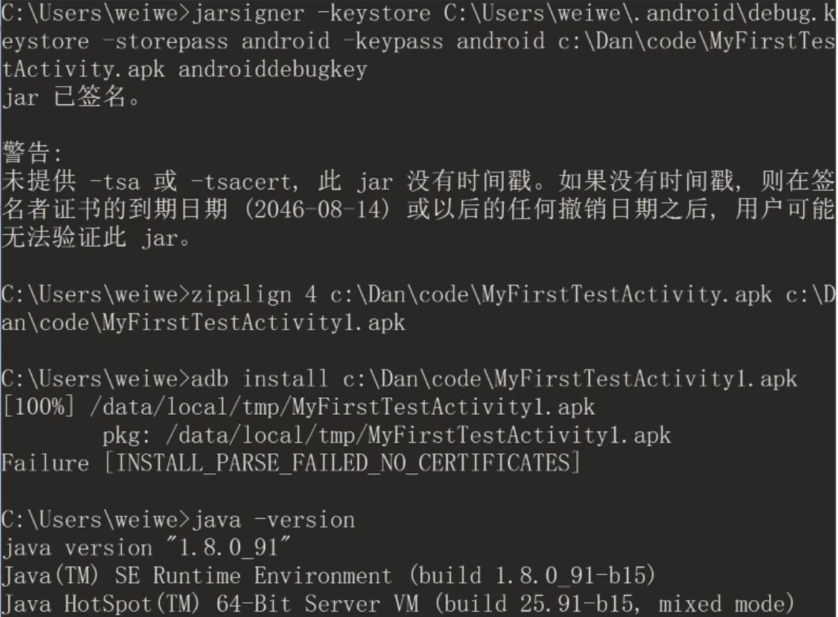 C:\Users\weiwe>jarsigner -keystore C:\Users\weiwe\.android\debug.k
eystore -storepass android -keypass android c:\Dan\code\MyFirstTes
tActivity.apk androiddebugkey
jar 已签名。
警告:
未提供 -tsa 或 -tsacert, 此 jar 没有时间戳。如果没有时间戳, 则在签
名者证书的到期日期 (2046-08-14) 或以后的任何撤销日期之后, 用户可能
无法验证此 jar。
C:\Users\weiwe>zipalign 4 c:\Dan\code\MyFirstTestActivity.apk c:\D
an\code\MyFirstTestActivity1.apk
C:\Users\weiwe>adb install c:\Dan\code\MyFirstTestActivity1.apk
[100%] /data/local/tmp/MyFirstTestActivity1.apk
pkg: /data/local/tmp/MyFirstTestActivity1.apk
Failure [INSTALL_PARSE_FAILED_NO_CERTIFICATES]
C:\Users\weiwe>java -version
java version "1.8.0_91"
Java(TM) SE Runtime Environment (build 1.8.0_91-b15)
Java HotSpot(TM) 64-Bit Server VM (build 25.91-b15, mixed mode)